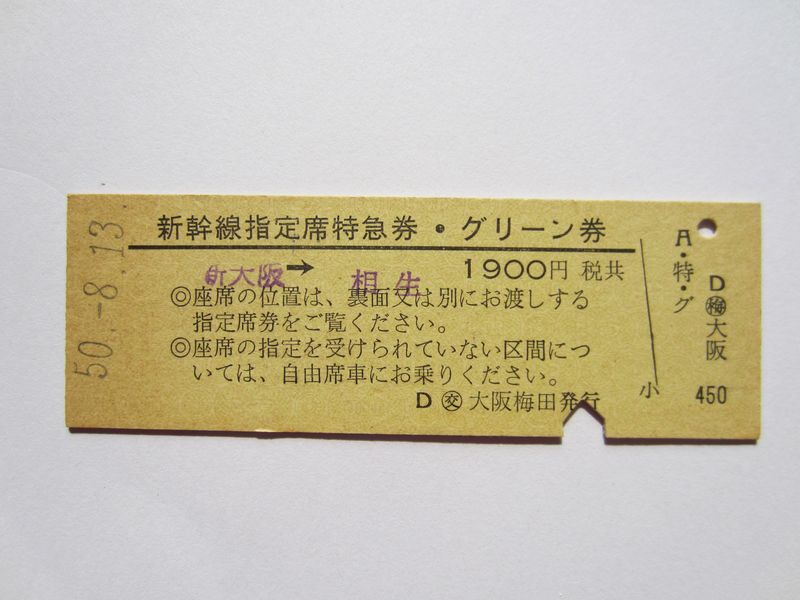 50.-8.13
新幹線指定席特急券・グリーン券
新大阪 → 相生 1900円 税共
◎座席の位置は、裏面又は別にお渡しする
指定席券をご覧ください。
◎座席の指定を受けられていない区間につ
いては、自由席車にお乗りください。
D ㊋大阪梅田発行
小
A・特・グ
D
大阪
450